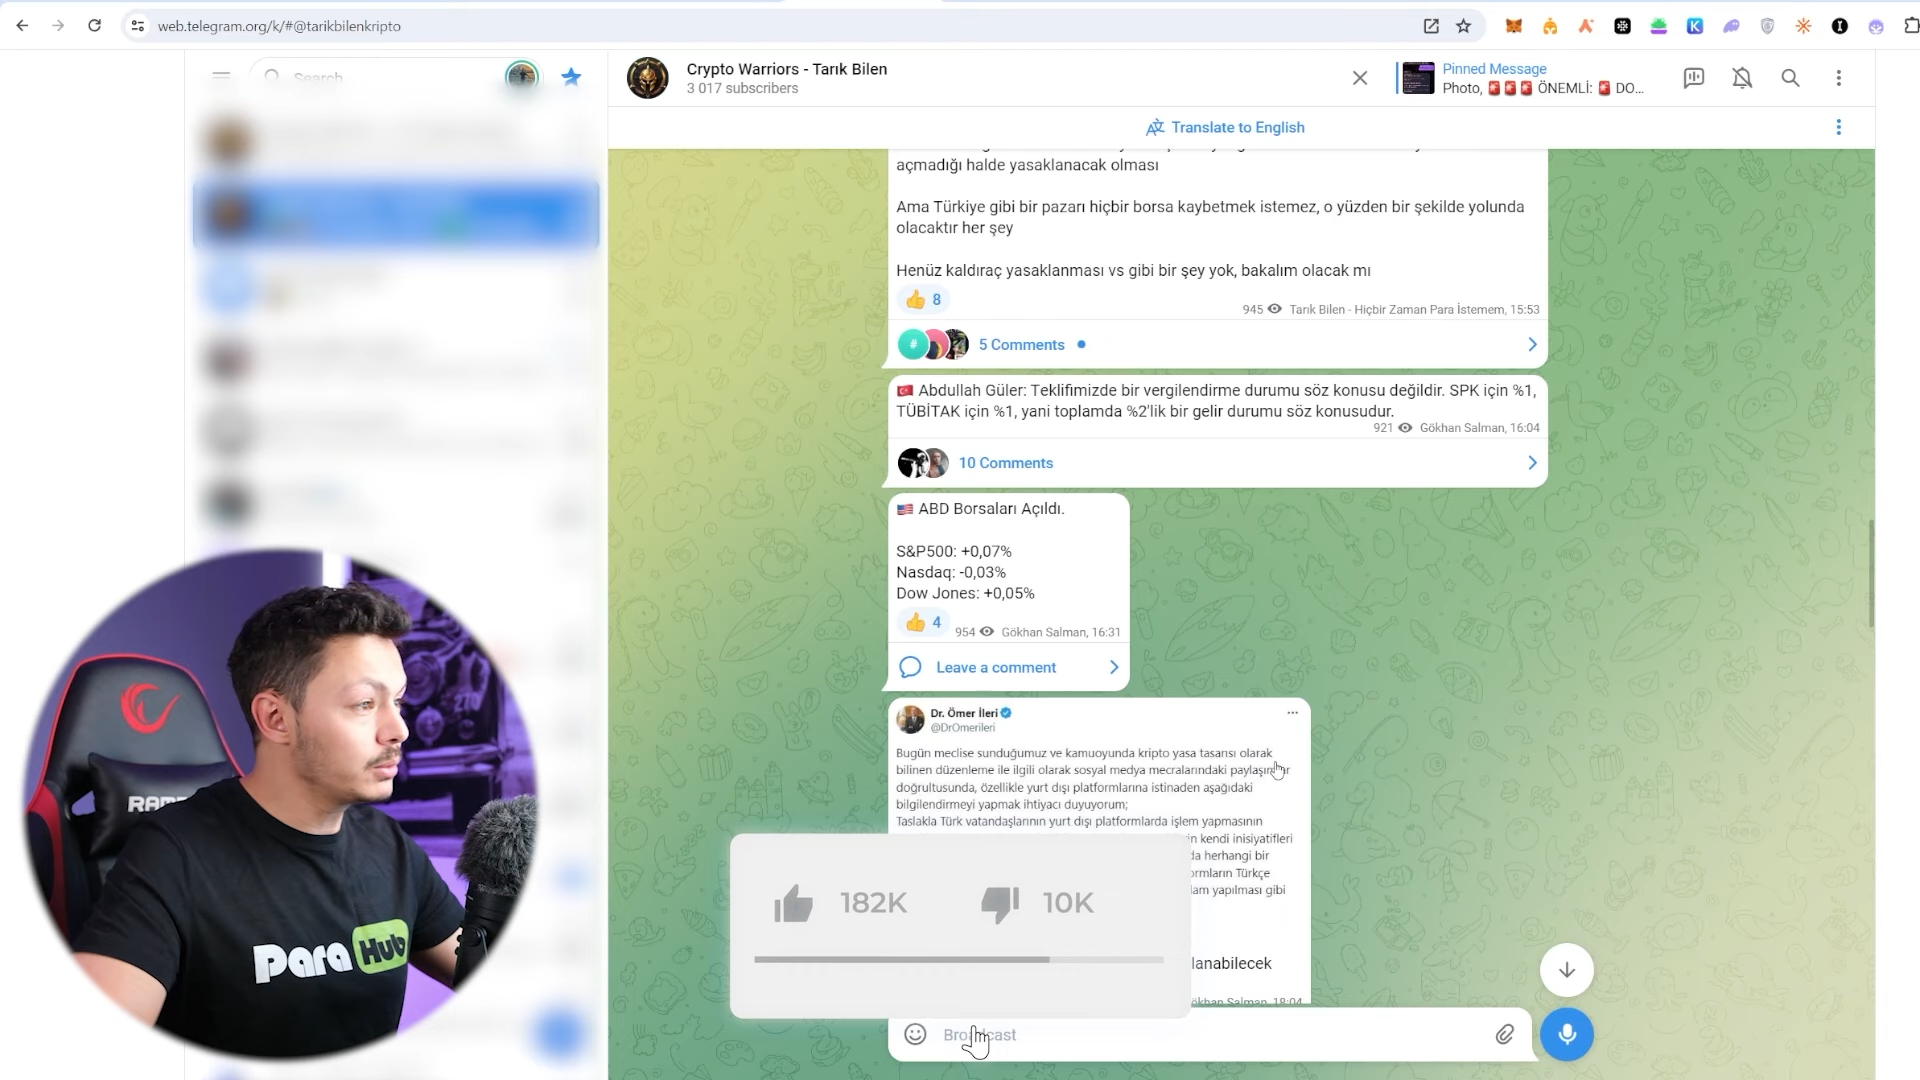 web.telegram.org/k/#@tarikbilenkripto
Search
Crypto Warriors - Tarık Bilen
3 017 subscribers
Pinned Message
Photo, 🚨🚨🚨 ÖNEMLİ: 🚨 DO...
Translate to English
açmadığı halde yasaklanacak olması
Ama Türkiye gibi bir pazarı hiçbir borsa kaybetmek istemez, o yüzden bir şekilde yolunda
olacaktır her şey
Henüz kaldıraç yasaklanması vs gibi bir şey yok, bakalım olacak mı
👍 8
945 Tarık Bilen - Hiçbir Zaman Para İstemem, 15:53
5 Comments
🇹🇷 Abdullah Güler: Teklifimizde bir vergilendirme durumu söz konusu değildir. SPK için %1,
TÜBİTAK için %1, yani toplamda %2'lik bir gelir durumu söz konusudur.
921 Gökhan Salman, 16:04
10 Comments
🇺🇸 ABD Borsaları Açıldı.
S&P500: +0,07%
Nasdaq: -0,03%
Dow Jones: +0,05%
👍 4
954 Gökhan Salman, 16:31
Leave a comment
Dr. Ömer İleri
@DrOmerileri
Bugün meclise sunduğumuz ve kamuoyunda kripto yasa tasarısı olarak
bilinen düzenleme ile ilgili olarak sosyal medya mecralarındaki
doğrultusunda, özellikle yurt dışı platformlarına istinaden aşağıdaki
bilgilendirmeyi yapmak ihtiyacı duyuyorum;
Taslakla Türk vatandaşlarının yurt dışı platformlarda işlem yapmasının
kendi inisiyatifleri
herhangi bir
Türkçe
yapılması gibi
182K
10K
Salman, 18:04
Broadcast
Para Hub